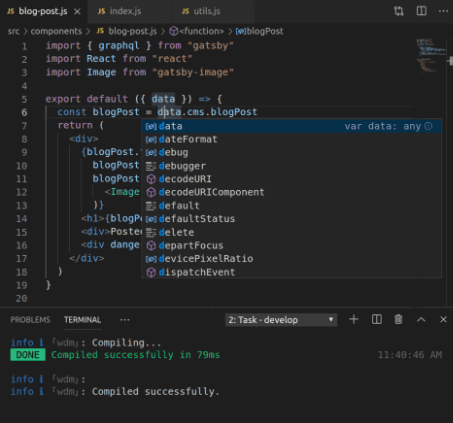 blog-post.js × JS index.js JS utils.js
src > components > JS blog-post.js > <function> > blogPost
1 import { graphql } from "gatsby"
2 import React from "react"
3 import Image from "gatsby-image"
4
5 export default ({ data }) => {
6 const blogPost = data.cms.blogPost
7 return (
8 <div>
9 {blogPost.
10 blogPost
11 blogPost
12 <Image
13 )}
14 <h1>{blogP
15 <div>Poste
16 <div dange
17 </div>
18 )
19 }
20
data var data: any
dateFormat
debug
debugger
decodeURI
decodeURIComponent
default
defaultStatus
delete
departFocus
devicePixelRatio
dispatchEvent
PROBLEMS TERMINAL ... 2: Task - develop
info i 「wdm」: Compiling...
DONE Compiled successfully in 79ms 11:40:46 AM
info i 「wdm」:
info i 「wdm」: Compiled successfully.